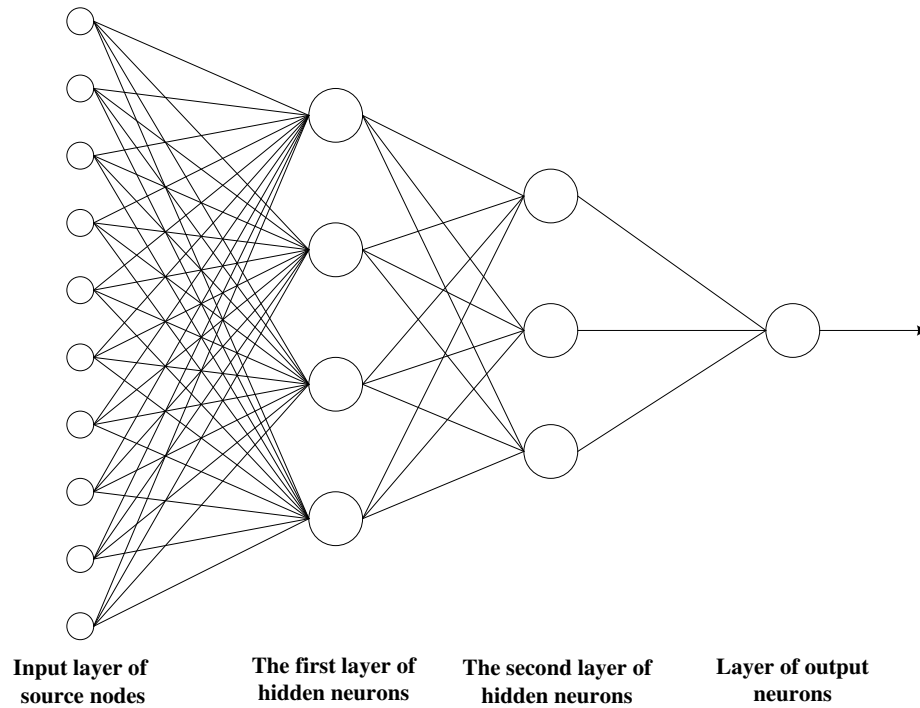 Input layer of
source nodes
The first layer of
hidden neurons
The second layer of
hidden neurons
Layer of output
neurons